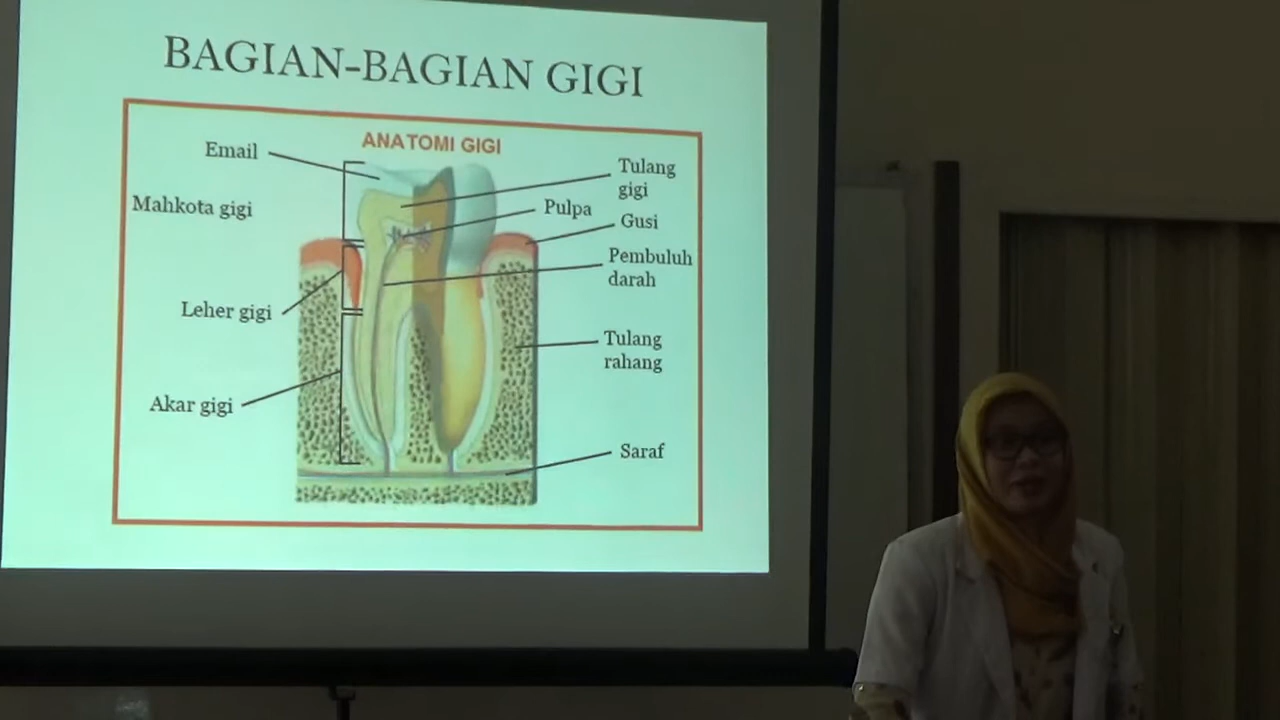 BAGIAN-BAGIAN GIGI
ANATOMI GIGI
Email
Mahkota gigi
Leher gigi
Akar gigi
Tulang
gigi
Pulpa
Gusi
Pembuluh
darah
Tulang
rahang
Saraf